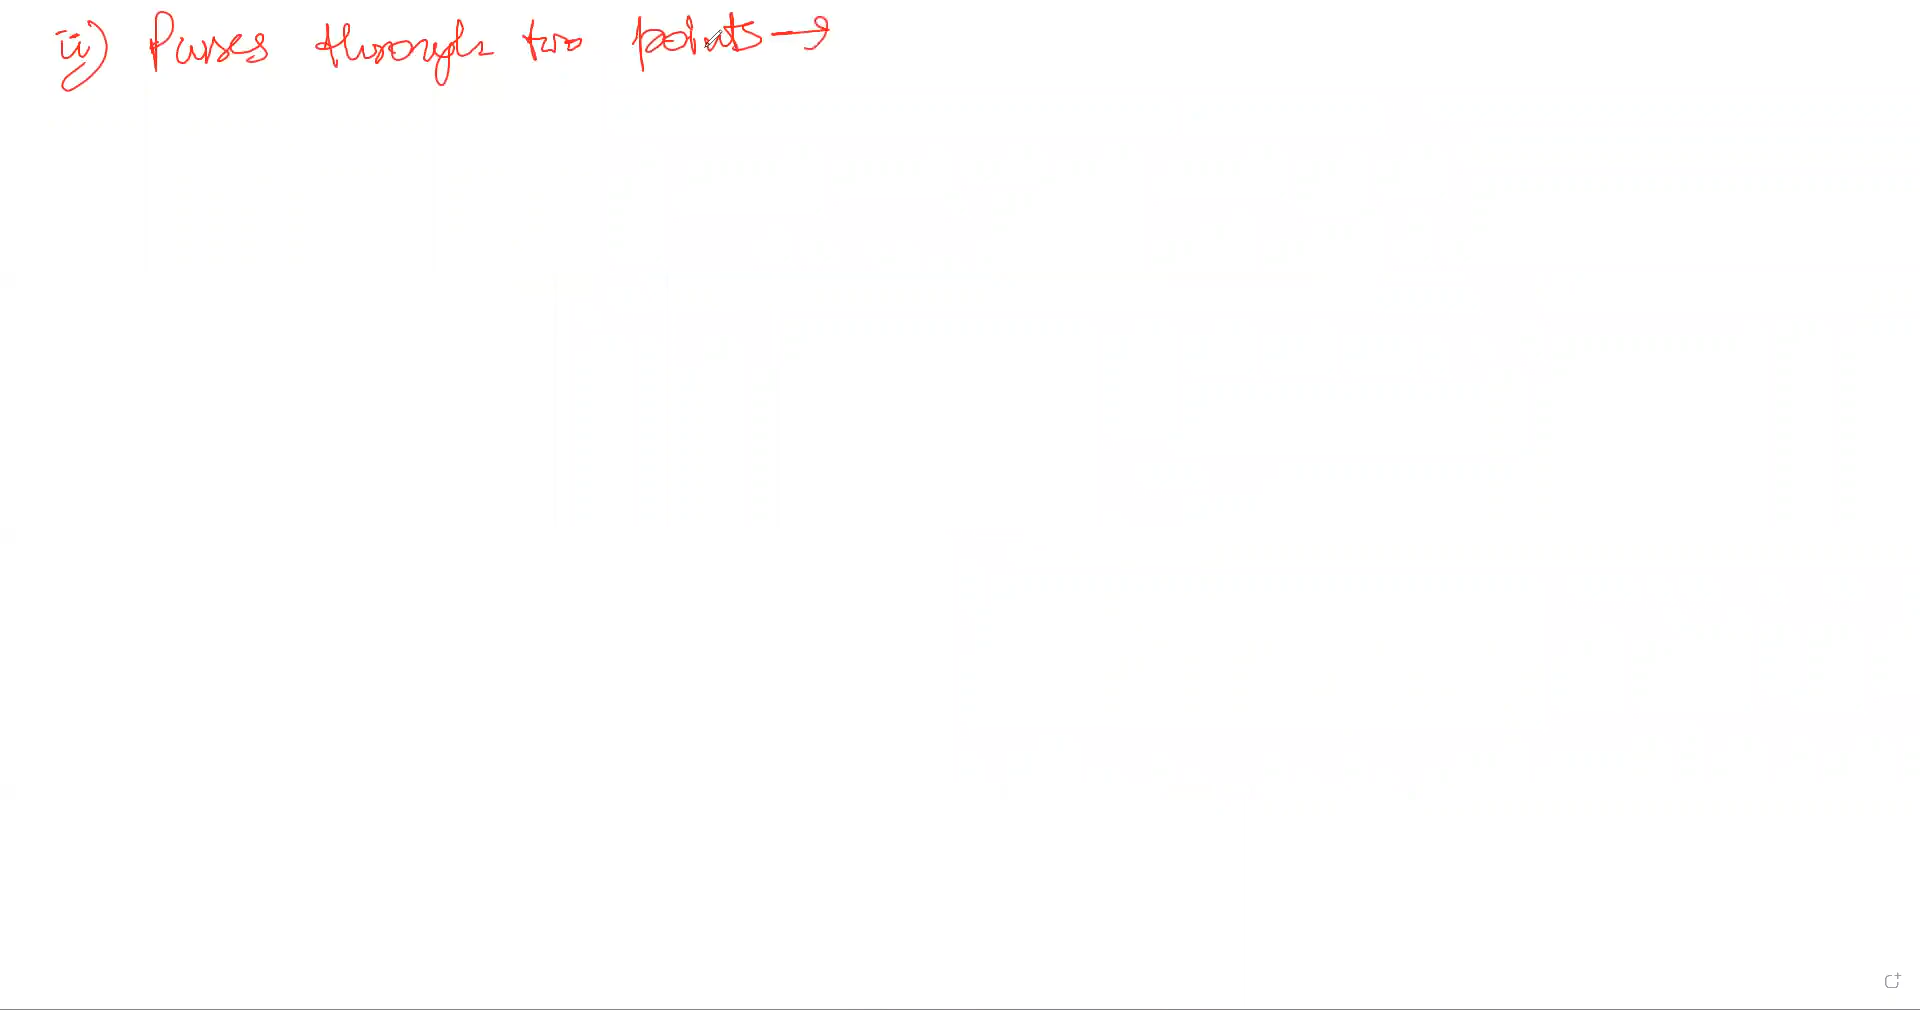 ii) Passes through two points →